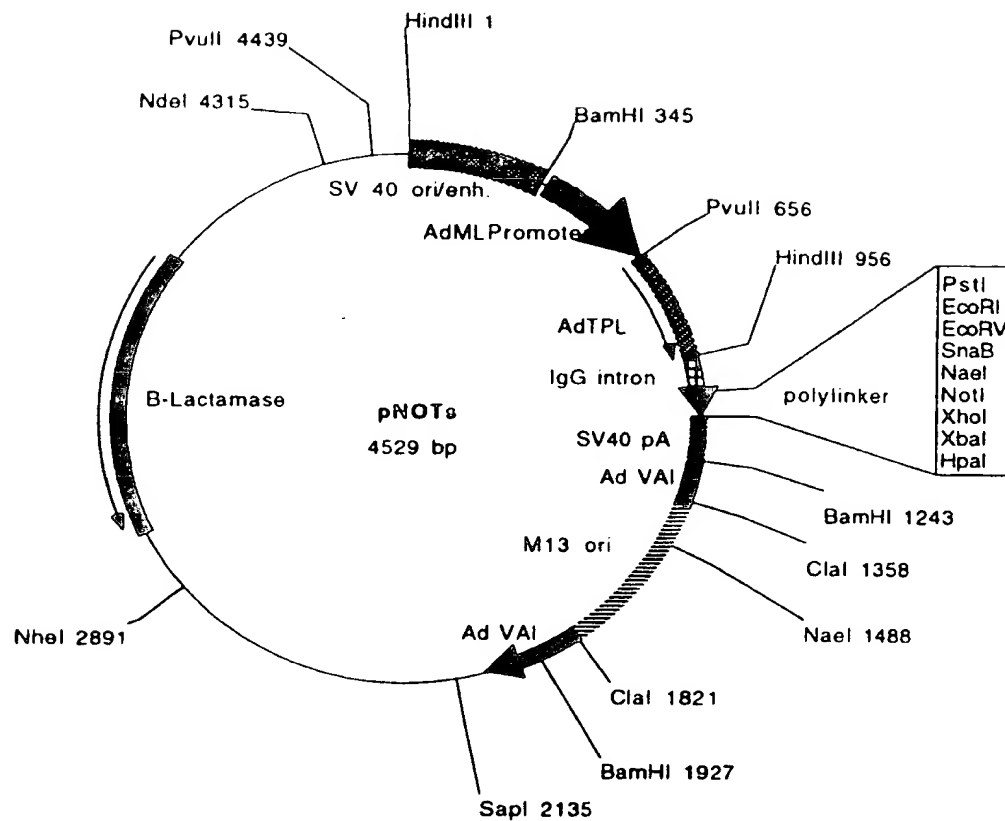 HindIII 1
PvuII 4439
NdeI 4315
BamHI 345
SV 40 ori/enh.
AdMLPromote
PvuII 656
HindIII 956
PstI
EcoRI
EcoRV
SnaB
NaeI
NotI
XhoI
XbaI
HpaI
AdTPL
IgG intron
polylinker
B-Lactamase
pNOTs
4529 bp
SV40 pA
Ad VAI
BamHI 1243
M13 ori
ClaI 1358
NheI 2891
Ad VAI
NaeI 1488
ClaI 1821
BamHI 1927
SapI 2135